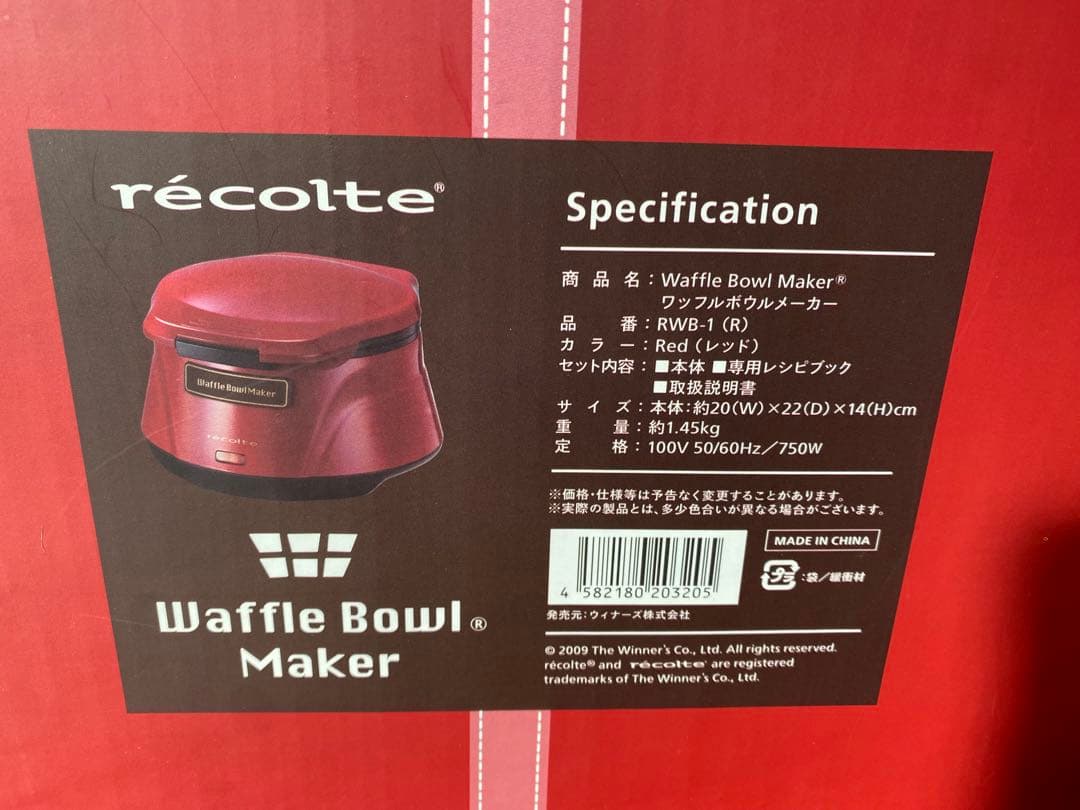 récolte®
Waffle Bowl Maker
récolte
Waffle Bowl®
Maker
Specification
商品名：Waffle Bowl Maker®
ワッフルボウルメーカー
品番：RWB-1（R）
カラー：Red（レッド）
セット内容：■本体 ■専用レシピブック
■取扱説明書
サイズ：本体：約20(W)×22(D)×14(H)cm
重量：約1.45kg
定格：100V 50/60Hz／750W
※価格・仕様等は予告なく変更することがあります。
※実際の製品とは、多少色合いが異なる場合がございます。
4 582180 203205
MADE IN CHINA
プラ：袋／緩衝材
発売元：ウィナーズ株式会社
© 2009 The Winner's Co., Ltd. All rights reserved.
récolte® and récolte® are registered
trademarks of The Winner's Co., Ltd.